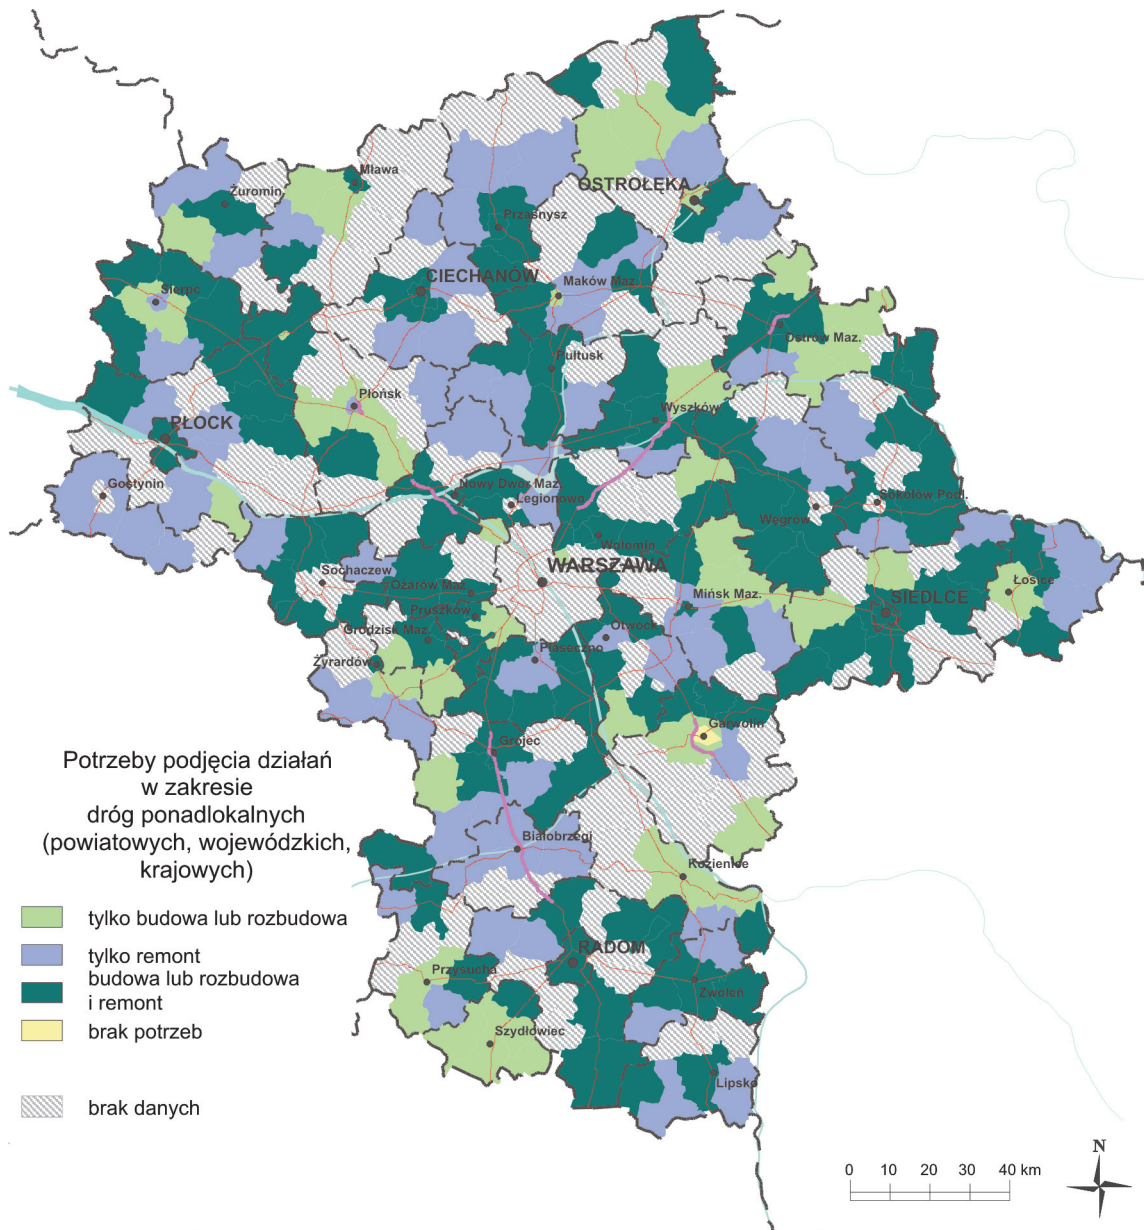 Mława
Żuromin
OSTROŁĘKA
Przasnysz
CIECHANÓW
Maków Maz.
Sierpc
Ostrów Maz.
Pułtusk
Płońsk
Wyszków
PŁOCK
Gostynin
Nowy Dwór Maz.
Legionowo
Sokołów Podl.
Węgrów
Wołomin
WARSZAWA
Sochaczew
Ożarów Maz.
Mińsk Maz.
SIEDLCE
Łosice
Pruszków
Otwock
Grodzisk Maz.
Piaseczno
Żyrardów
Garwolin
Grójec
Potrzeby podjęcia działań
w zakresie
dróg ponadlokalnych
(powiatowych, wojewódzkich,
krajowych)
Białobrzegi
Kozienice
tylko budowa lub rozbudowa
tylko remont
budowa lub rozbudowa
i remont
brak potrzeb
brak danych
RADOM
Przysucha
Zwoleń
Szydłowiec
Lipsko
N
0 10 20 30 40 km